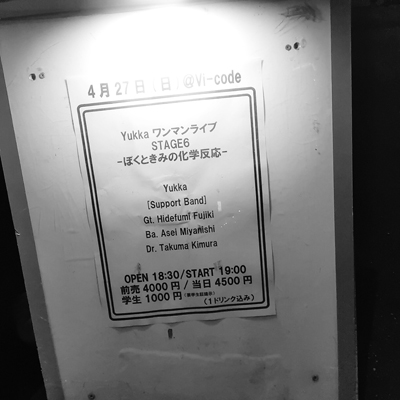 4月27日(日)@Vi-code
Yukka ワンマンライブ
STAGE6
-ぼくときみの化学反応-
Yukka
[Support Band]
Gt. Hidefumi Fujiki
Ba. Asei Miyanishi
Dr. Takuma Kimura
OPEN 18:30/START 19:00
前売 4000円 / 当日 4500円
学生 1000円
(1ドリンク込み)